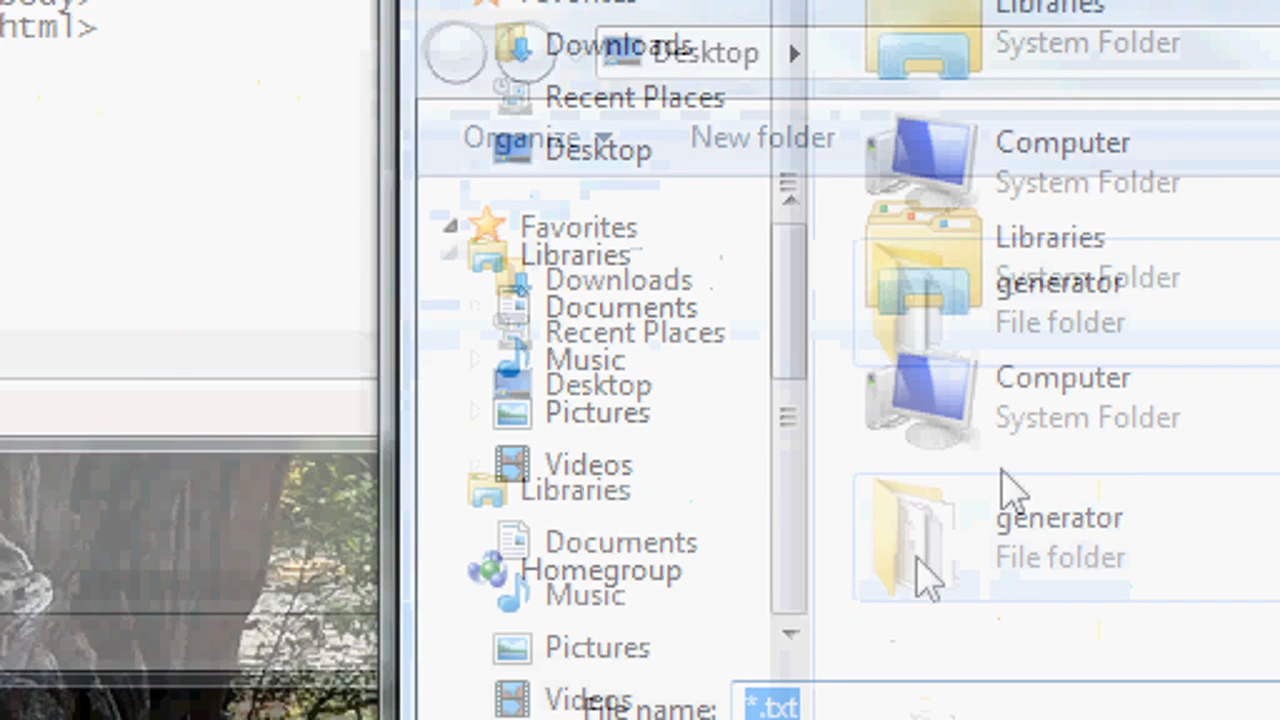 html>
Downloads
Desktop
Recent Places
Organize
New folder
Desktop
Favorites
Libraries
Downloads
Documents
Recent Places
Music
Desktop
Pictures
Videos
Libraries
Documents
Homegroup
Music
Pictures
Videos
File name:
*.txt
Libraries
System Folder
Computer
System Folder
Libraries
System Folder
generator
File folder
Computer
System Folder
generator
File folder